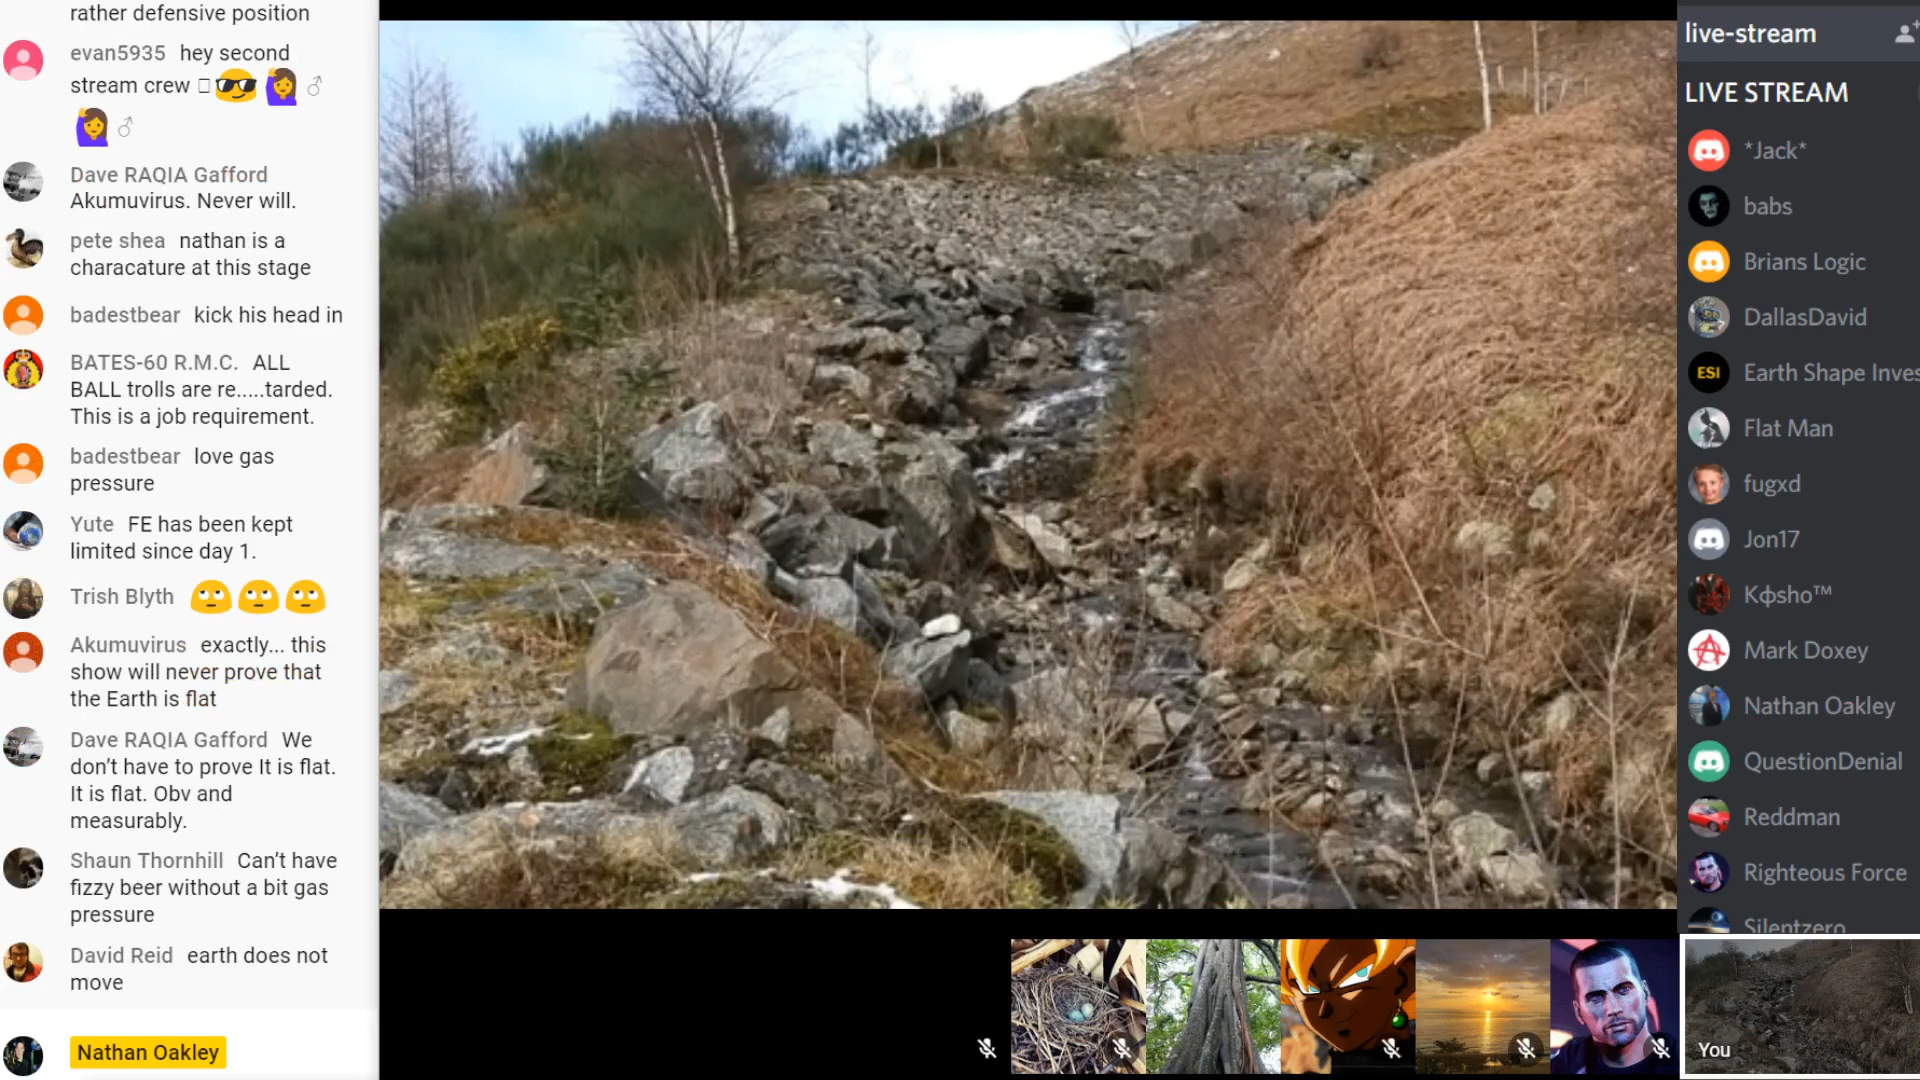 rather defensive position
evan5935 hey second
stream crew
Dave RAQIA Gafford
Akumuvirus. Never will.
pete shea nathan is a
characature at this stage
badestbear kick his head in
BATES-60 R.M.C. ALL
BALL trolls are re.....tarded.
This is a job requirement.
badestbear love gas
pressure
Yute FE has been kept
limited since day 1.
Trish Blyth
Akumuvirus exactly... this
show will never prove that
the Earth is flat
Dave RAQIA Gafford We
don't have to prove It is flat.
It is flat. Obv and
measurably.
Shaun Thornhill Can't have
fizzy beer without a bit gas
pressure
David Reid earth does not
move
Nathan Oakley
You
live-stream
LIVE STREAM
*Jack*
babs
Brians Logic
DallasDavid
ESI Earth Shape Inves
Flat Man
fugxd
Jon17
Kфsho™
Mark Doxey
Nathan Oakley
QuestionDenial
Reddman
Righteous Force
Silentzero